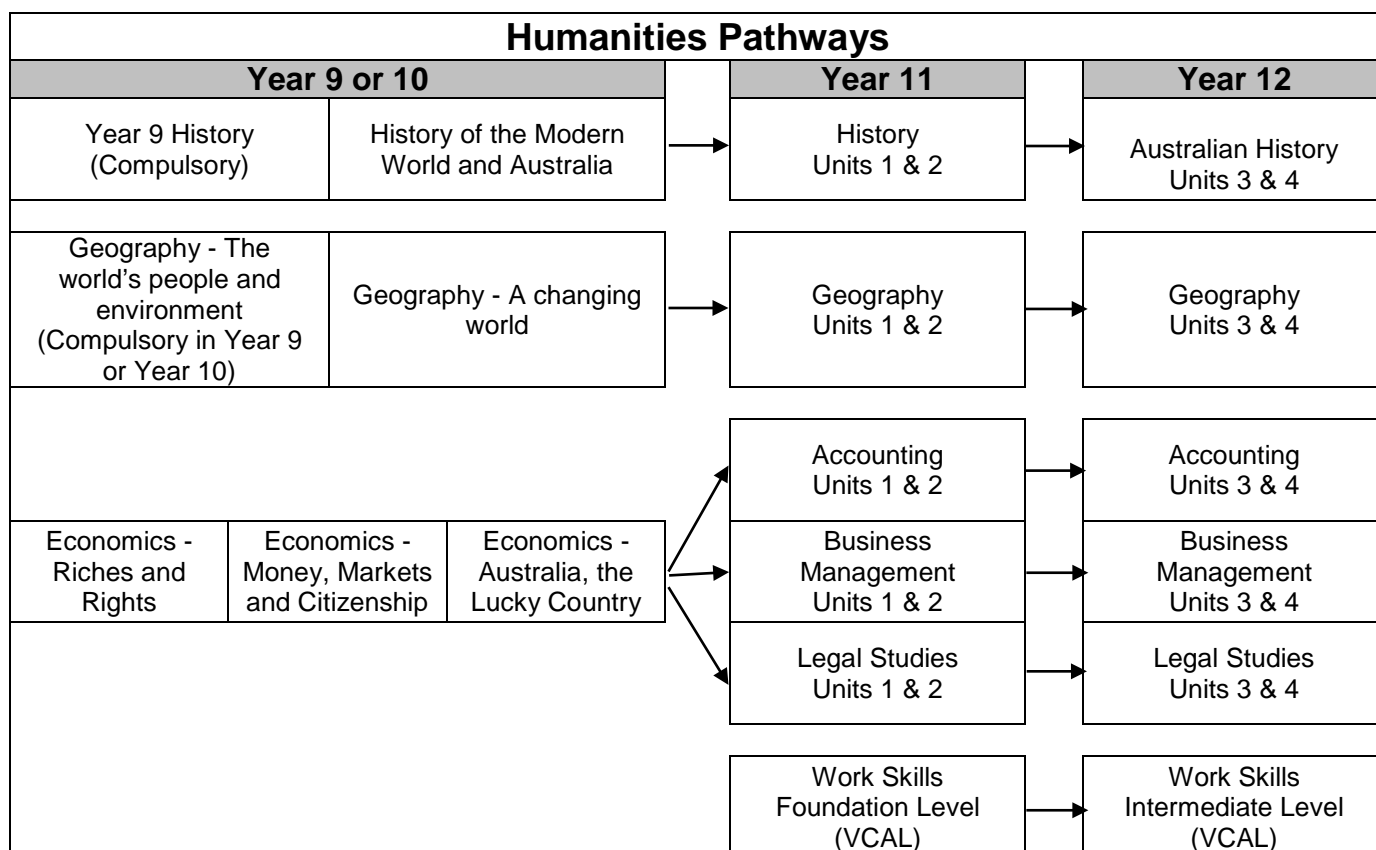 Humanities Pathways
Year 9 or 10
Year 11
Year 12
Year 9 History
(Compulsory)
History of the Modern
World and Australia
History
Units 1 & 2
Australian History
Units 3 & 4
Geography - The
world’s people and
environment
(Compulsory in Year 9
or Year 10)
Geography - A changing
world
Geography
Units 1 & 2
Geography
Units 3 & 4
Accounting
Units 1 & 2
Accounting
Units 3 & 4
Economics -
Riches and
Rights
Economics -
Money, Markets
and Citizenship
Economics -
Australia, the
Lucky Country
Business
Management
Units 1 & 2
Business
Management
Units 3 & 4
Legal Studies
Units 1 & 2
Legal Studies
Units 3 & 4
Work Skills
Foundation Level
(VCAL)
Work Skills
Intermediate Level
(VCAL)